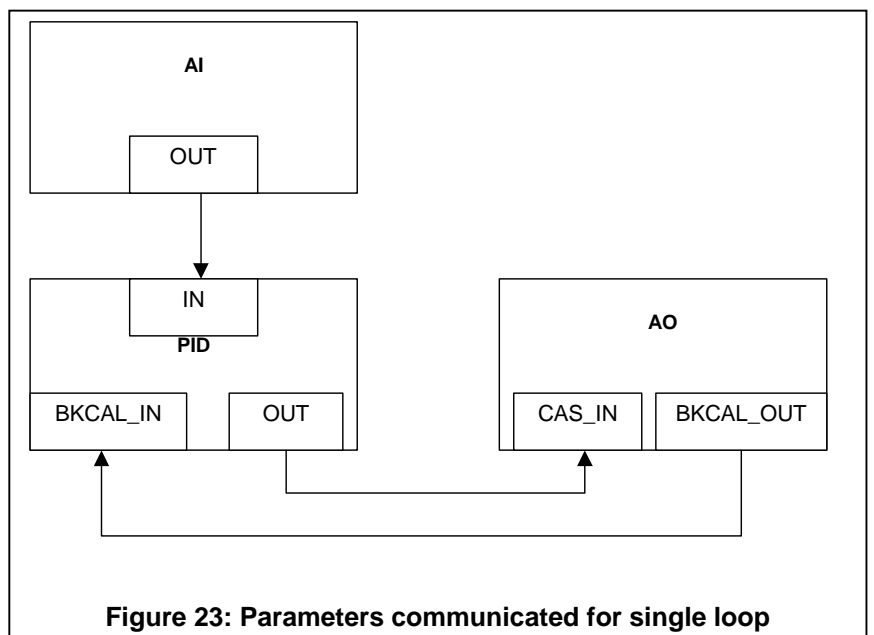 AI
OUT
IN
PID
BKCAL_IN
OUT
AO
CAS_IN
BKCAL_OUT
Figure 23: Parameters communicated for single loop